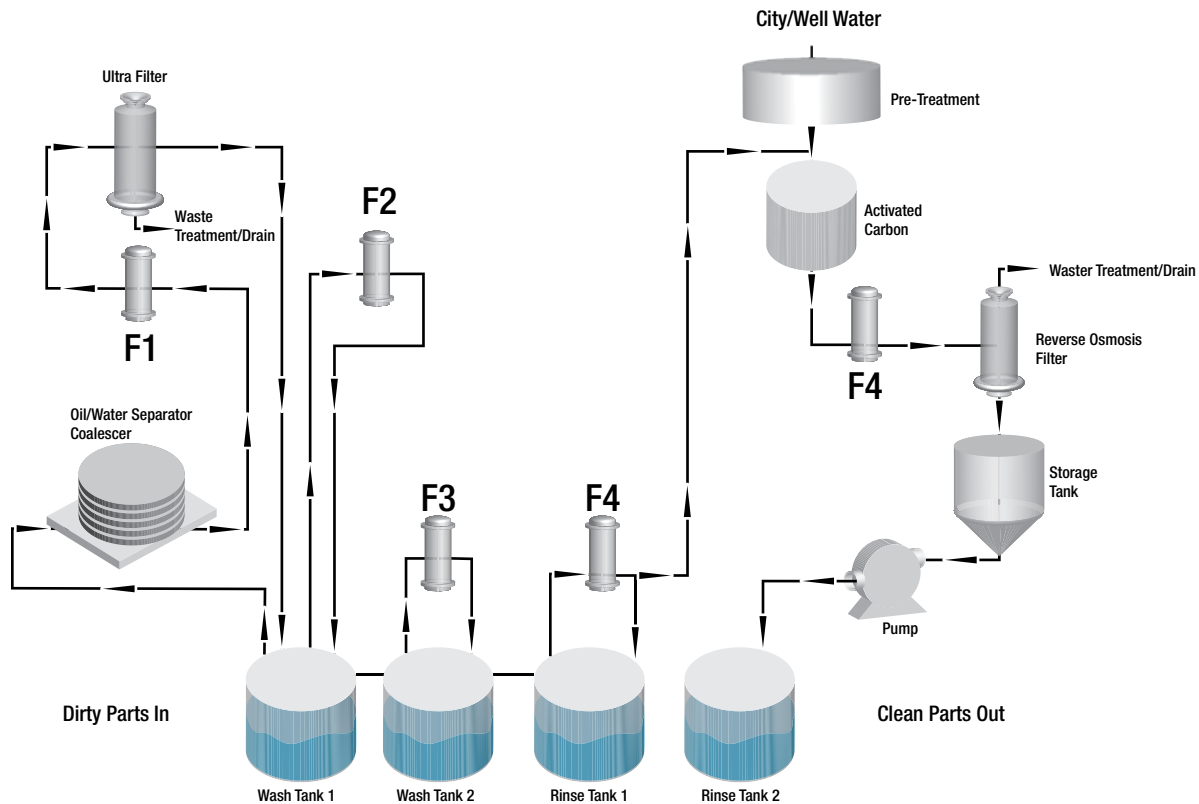 City/Well Water
Ultra Filter
Pre-Treatment
Waste
Treatment/Drain
F2
Activated
Carbon
Waster Treatment/Drain
F1
Reverse Osmosis
Filter
F4
Oil/Water Separator
Coalescer
Storage
Tank
F3
F4
Pump
Dirty Parts In
Clean Parts Out
Wash Tank 1
Wash Tank 2
Rinse Tank 1
Rinse Tank 2